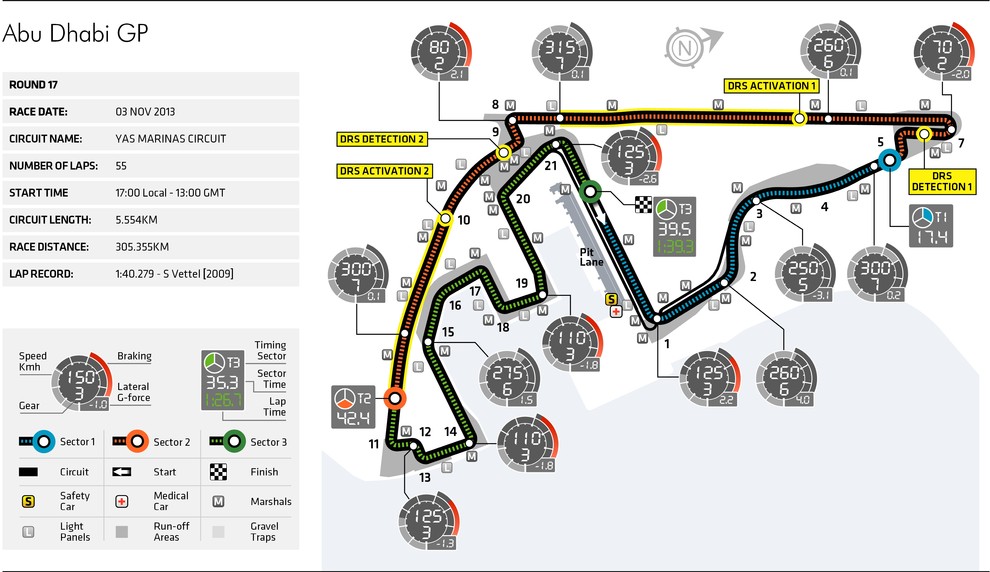 Abu Dhabi GP
ROUND 17
RACE DATE: 03 NOV 2013
CIRCUIT NAME: YAS MARINAS CIRCUIT
NUMBER OF LAPS: 55
START TIME 17:00 Local - 13:00 GMT
CIRCUIT LENGTH: 5.554KM
RACE DISTANCE: 305.355KM
LAP RECORD: 1:40.279 - S Vettel [2009]
Speed Kmh
Braking
Lateral G-force
Gear
150
3
-1.0
Timing Sector
Sector Time
Lap Time
T3
35.3
1:26.7
Sector 1
Sector 2
Sector 3
Circuit
Start
Finish
S Safety Car
Medical Car
M Marshals
L Light Panels
Run-off Areas
Gravel Traps
80
2
2.1
315
7
0.1
N
260
6
0.1
70
2
-2.0
DRS ACTIVATION 1
DRS DETECTION 2
DRS ACTIVATION 2
DRS DETECTION 1
8
9
5
7
21
20
10
3
4
2
1
19
18
17
16
15
14
12
11
13
125
3
-2.6
T3
39.5
1:39.3
T1
17.4
Pit Lane
S
300
7
0.1
250
5
-3.1
300
7
0.2
110
3
-1.8
275
6
1.5
125
3
2.2
260
6
4.0
T2
42.4
110
3
-1.8
125
3
-1.3
M
L